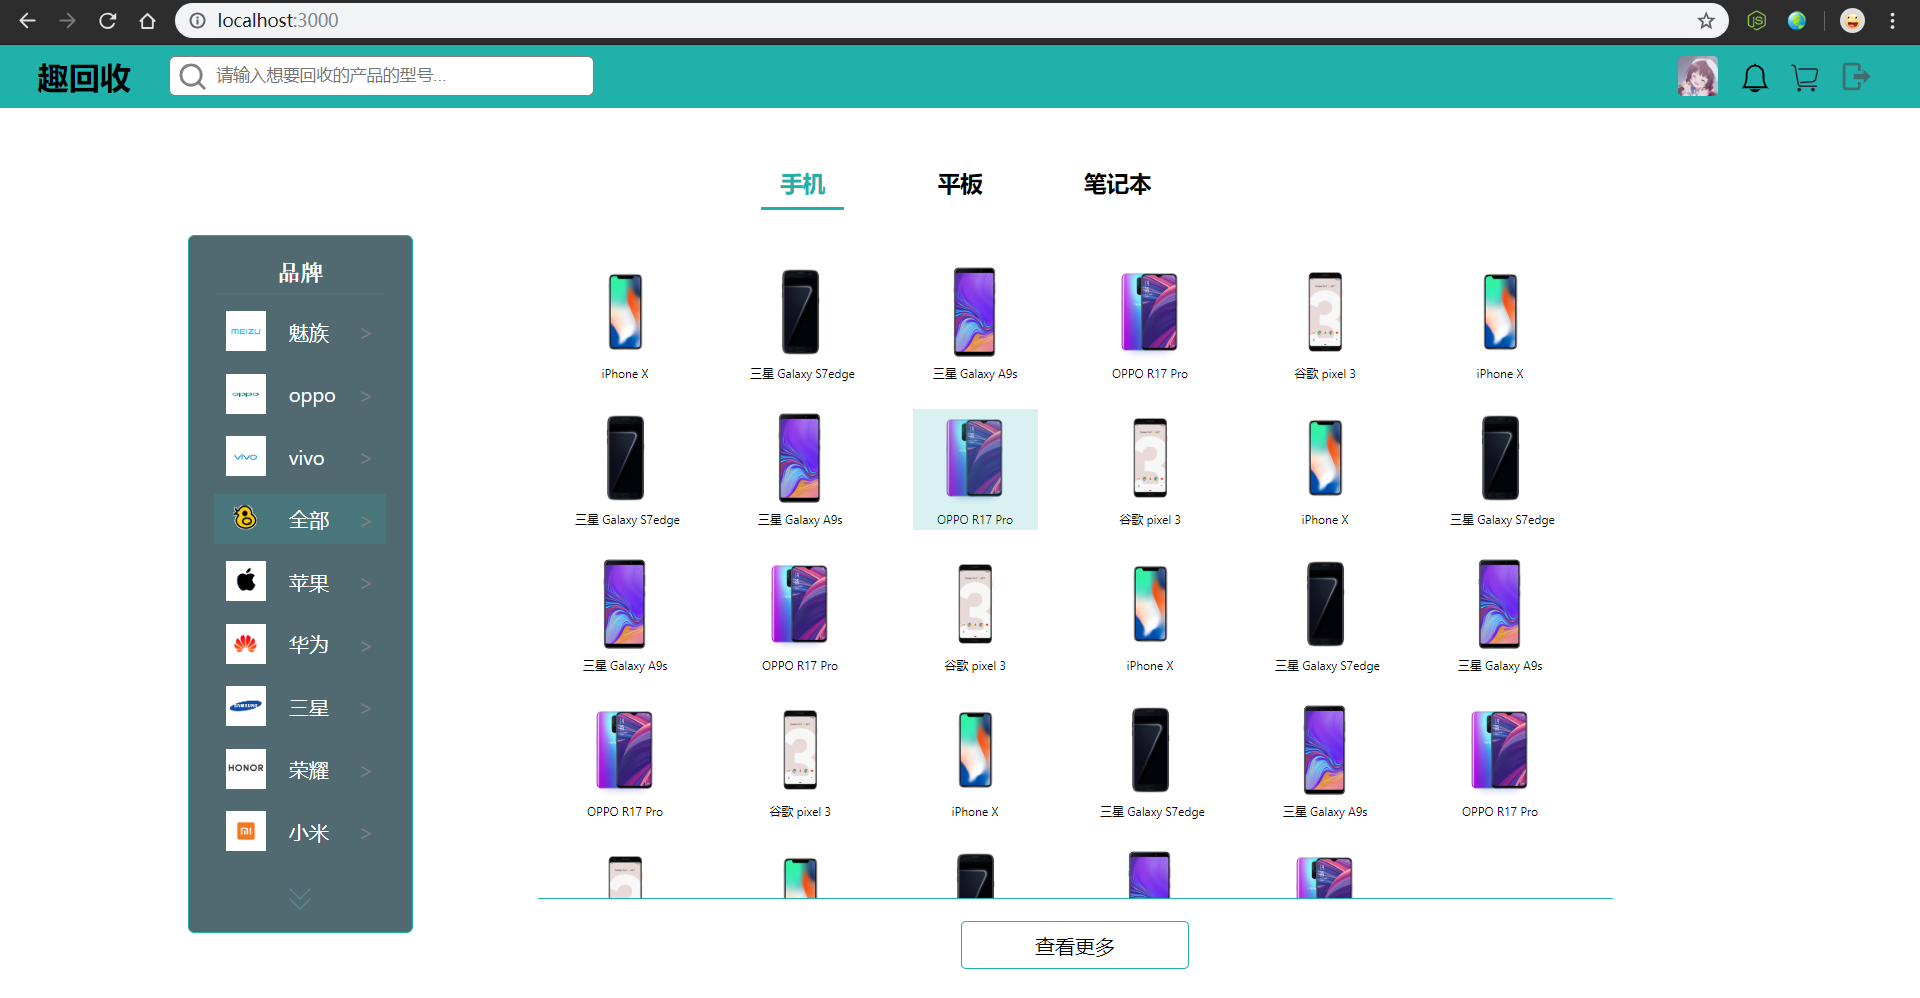 localhost:3000
趣回收
请输入想要回收的产品的型号...
手机 平板 笔记本
品牌
MEIZU 魅族 >
oppo oppo >
vivo vivo >
全部 >
苹果 >
华为 >
SAMSUNG 三星 >
HONOR 荣耀 >
MI 小米 >
iPhone X 三星 Galaxy S7edge 三星 Galaxy A9s OPPO R17 Pro 谷歌 pixel 3 iPhone X
三星 Galaxy S7edge 三星 Galaxy A9s OPPO R17 Pro 谷歌 pixel 3 iPhone X 三星 Galaxy S7edge
三星 Galaxy A9s OPPO R17 Pro 谷歌 pixel 3 iPhone X 三星 Galaxy S7edge 三星 Galaxy A9s
OPPO R17 Pro 谷歌 pixel 3 iPhone X 三星 Galaxy S7edge 三星 Galaxy A9s OPPO R17 Pro
查看更多